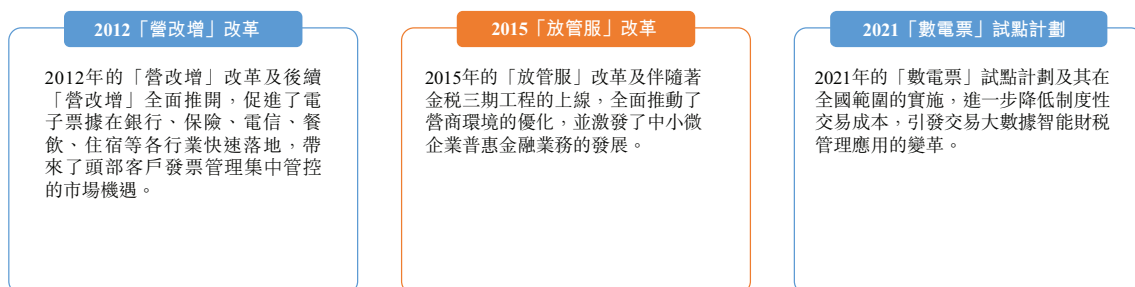 2012「營改增」改革
2012年的「營改增」改革及後續
「營改增」全面推開，促進了電
子票據在銀行、保險、電信、餐
飲、住宿等各行業快速落地，帶
來了頭部客戶發票管理集中管控
的市場機遇。
2015「放管服」改革
2015年的「放管服」改革及伴隨著
金稅三期工程的上線，全面推動了
營商環境的優化，並激發了中小微
企業普惠金融業務的發展。
2021「數電票」試點計劃
2021年的「數電票」試點計劃及其在
全國範圍的實施，進一步降低制度性
交易成本，引發交易大數據智能財稅
管理應用的變革。